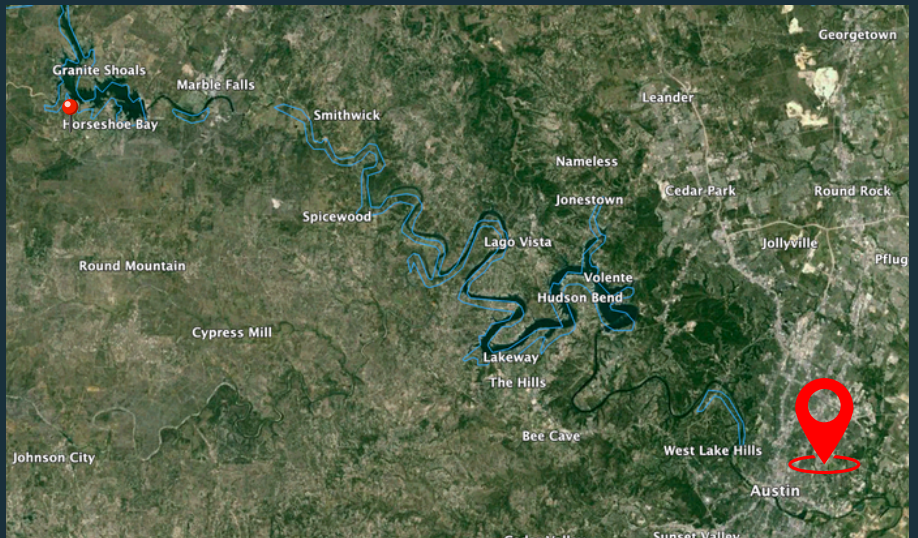 Georgetown
Granite Shoals
Marble Falls
Leander
Smithwick
Horseshoe Bay
Nameless
Cedar Park
Round Rock
Jonestown
Spicewood
Lago Vista
Jollyville
Pflug
Round Mountain
Volente
Hudson Bend
Cypress Mill
Lakeway
The Hills
Bee Cave
West Lake Hills
Johnson City
Austin
Sunset Valley